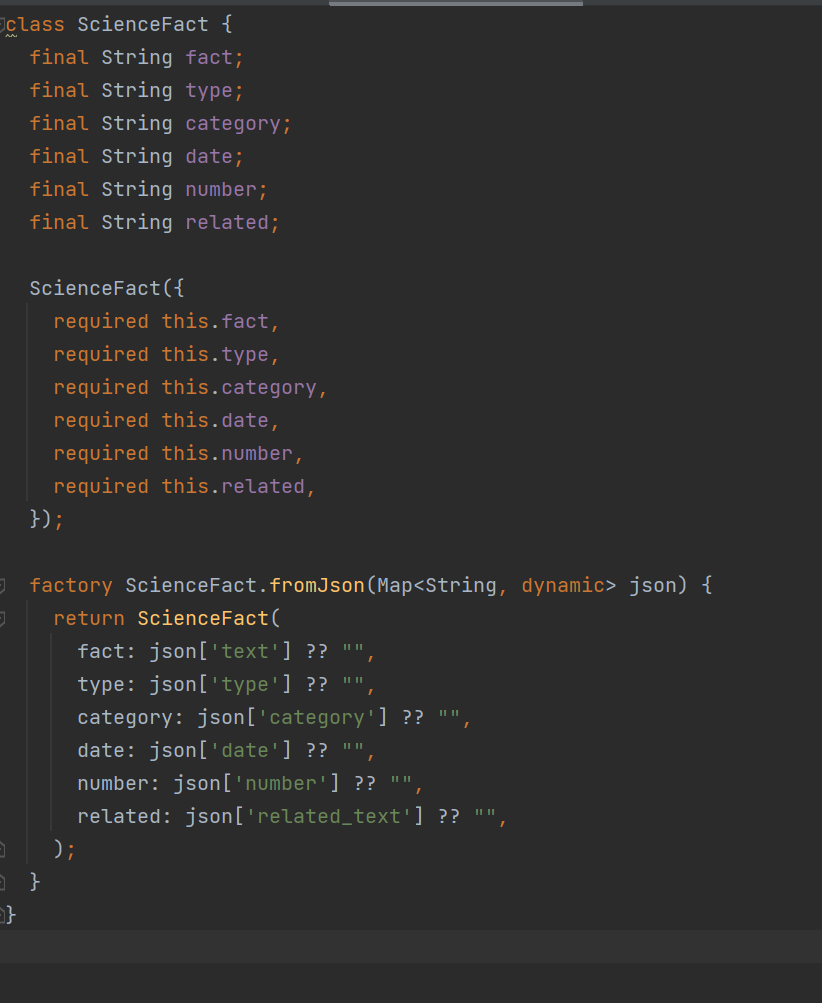 class ScienceFact {
  final String fact;
  final String type;
  final String category;
  final String date;
  final String number;
  final String related;

  ScienceFact({
    required this.fact,
    required this.type,
    required this.category,
    required this.date,
    required this.number,
    required this.related,
  });

  factory ScienceFact.fromJson(Map<String, dynamic> json) {
    return ScienceFact(
      fact: json['text'] ?? "",
      type: json['type'] ?? "",
      category: json['category'] ?? "",
      date: json['date'] ?? "",
      number: json['number'] ?? "",
      related: json['related_text'] ?? "",
    );
  }
}